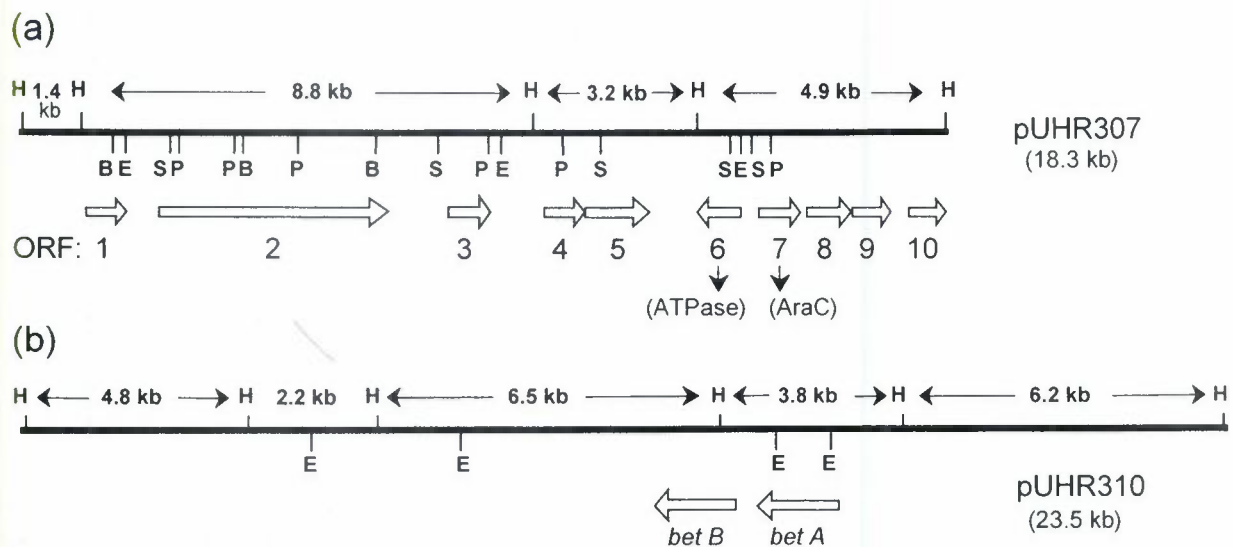 (a)
H 1.4 kb H 8.8 kb H 3.2 kb H 4.9 kb H
pUHR307
(18.3 kb)
B E S P P B P B S P E P S S E S P
ORF: 1 2 3 4 5 6 7 8 9 10
(ATPase) (AraC)
(b)
H 4.8 kb H 2.2 kb H 6.5 kb H 3.8 kb H 6.2 kb H
E E E E
pUHR310
(23.5 kb)
bet B bet A